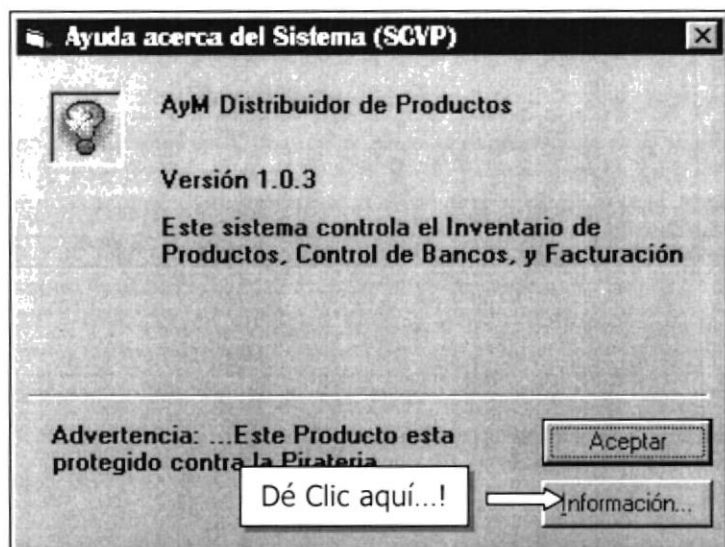 Ayuda acerca del Sistema (SCVP)
AyM Distribuidor de Productos
Versión 1.0.3
Este sistema controla el Inventario de
Productos, Control de Bancos, y Facturación
Advertencia: ...Este Producto esta
protegido contra la Pirateria
Aceptar
Dé Clic aquí...!
Información...